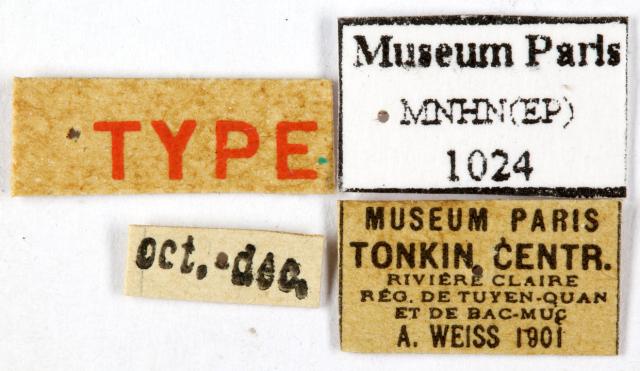 TYPE
Museum Paris
MNHN(EP)
1024
oct. - dec.
MUSEUM PARIS
TONKIN, CENTR.
RIVIÈRE CLAIRE
RÉG. DE TUYEN-QUAN
ET DE BAC-MUC
A. WEISS 1901